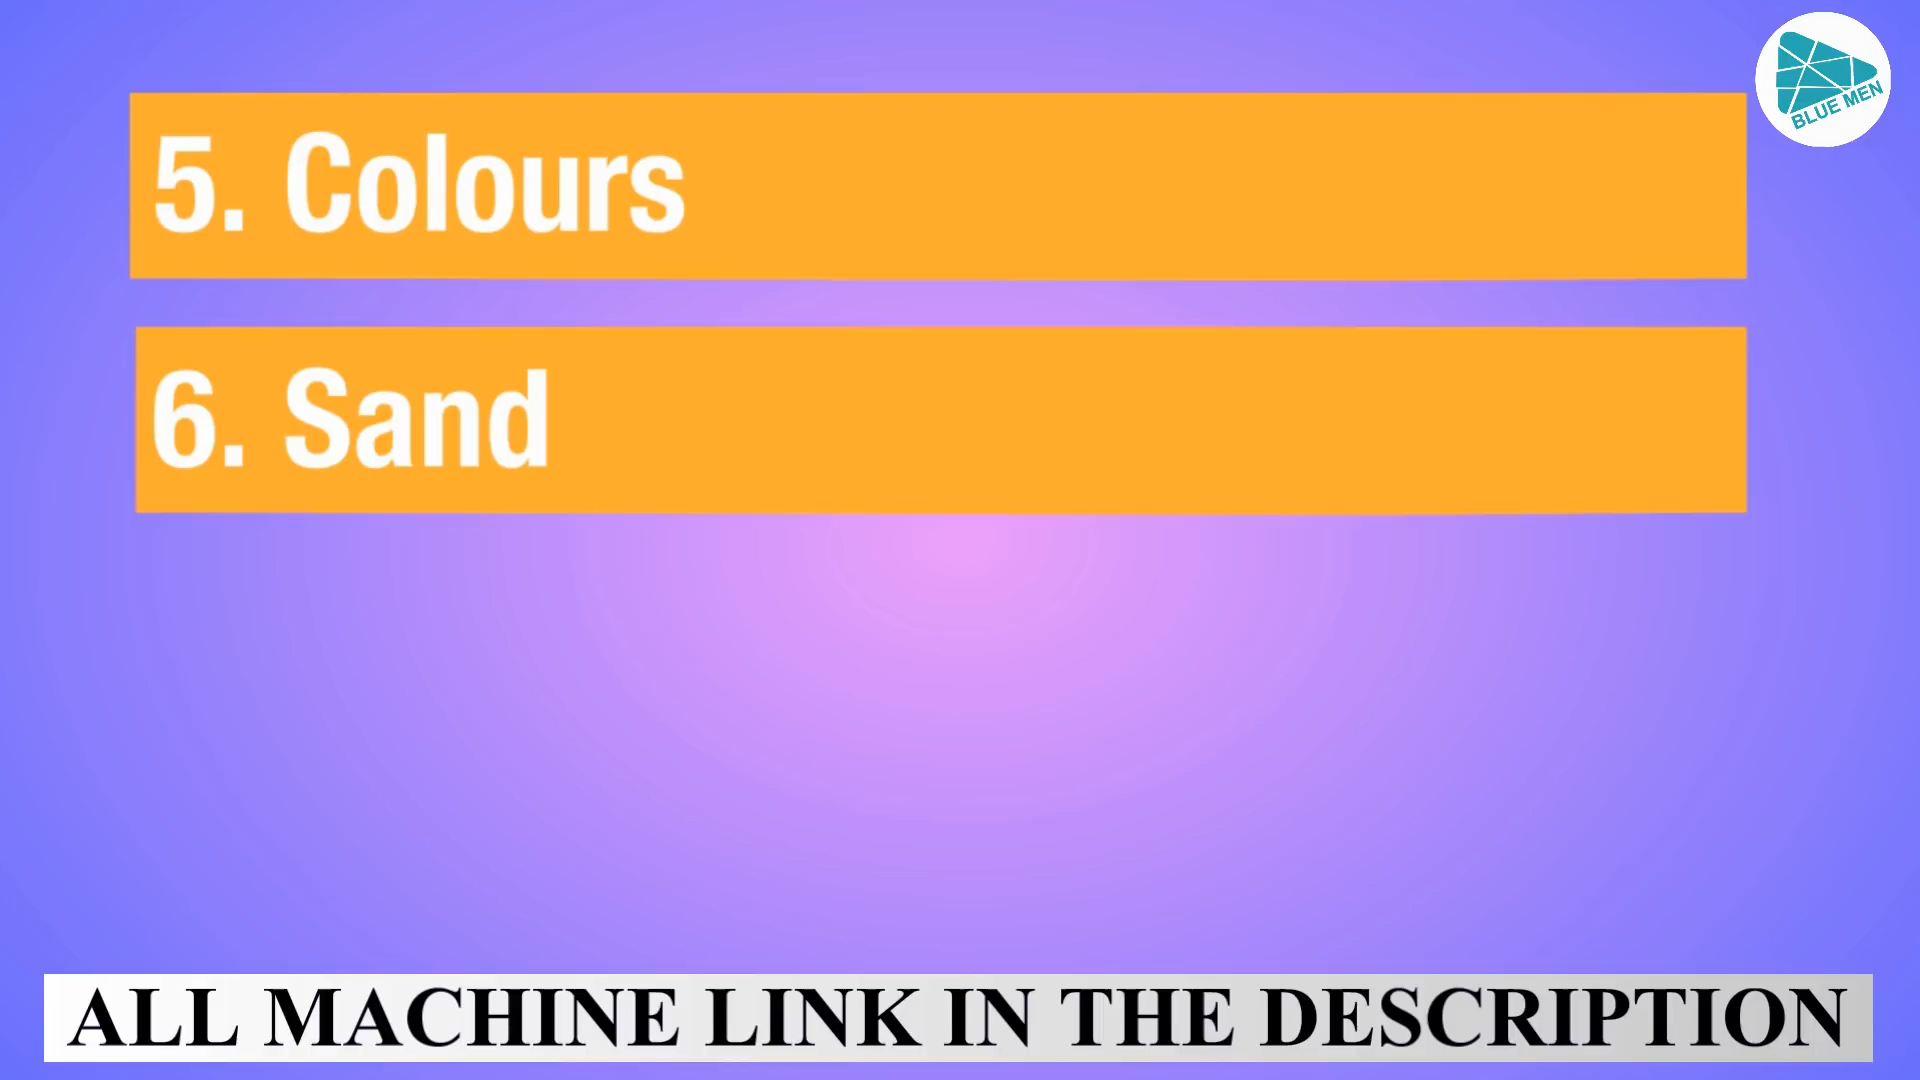 BLUE MEN
5. Colours
6. Sand
ALL MACHINE LINK IN THE DESCRIPTION